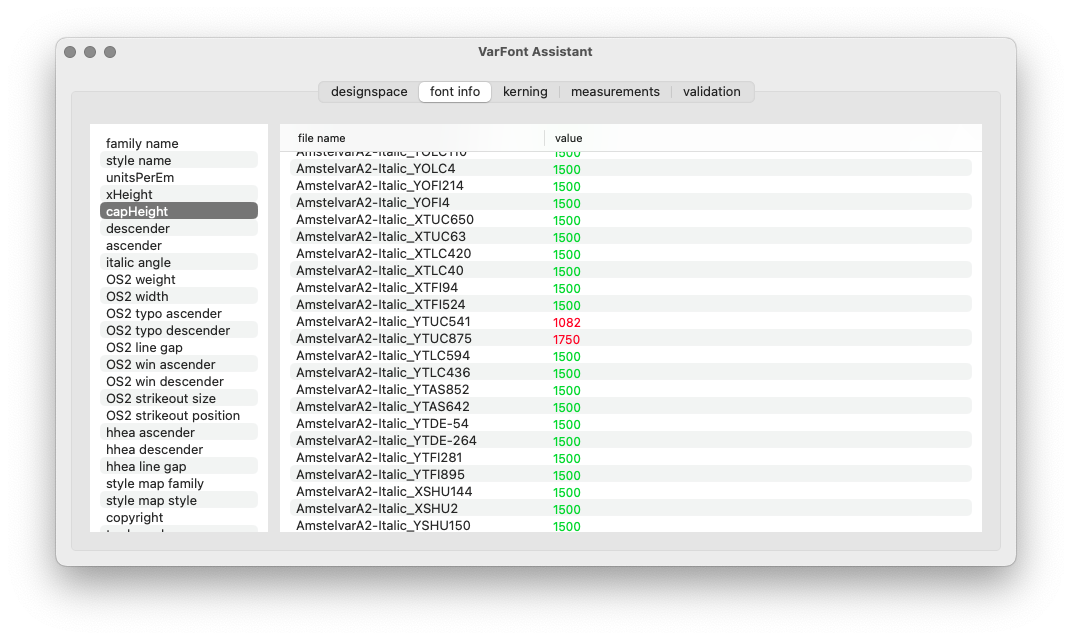 VarFont Assistant
designspace font info kerning measurements validation
family name
style name
unitsPerEm
xHeight
capHeight
descender
ascender
italic angle
OS2 weight
OS2 width
OS2 typo ascender
OS2 typo descender
OS2 line gap
OS2 win ascender
OS2 win descender
OS2 strikeout size
OS2 strikeout position
hhea ascender
hhea descender
hhea line gap
style map family
style map style
copyright
file name value
AmstelvarA2-Italic_YOLC110 1500
AmstelvarA2-Italic_YOLC4 1500
AmstelvarA2-Italic_YOFI214 1500
AmstelvarA2-Italic_YOFI4 1500
AmstelvarA2-Italic_XTUC650 1500
AmstelvarA2-Italic_XTUC63 1500
AmstelvarA2-Italic_XTLC420 1500
AmstelvarA2-Italic_XTLC40 1500
AmstelvarA2-Italic_XTFI94 1500
AmstelvarA2-Italic_XTFI524 1500
AmstelvarA2-Italic_YTUC541 1082
AmstelvarA2-Italic_YTUC875 1750
AmstelvarA2-Italic_YTLC594 1500
AmstelvarA2-Italic_YTLC436 1500
AmstelvarA2-Italic_YTAS852 1500
AmstelvarA2-Italic_YTAS642 1500
AmstelvarA2-Italic_YTDE-54 1500
AmstelvarA2-Italic_YTDE-264 1500
AmstelvarA2-Italic_YTFI281 1500
AmstelvarA2-Italic_YTFI895 1500
AmstelvarA2-Italic_XSHU144 1500
AmstelvarA2-Italic_XSHU2 1500
AmstelvarA2-Italic_YSHU150 1500